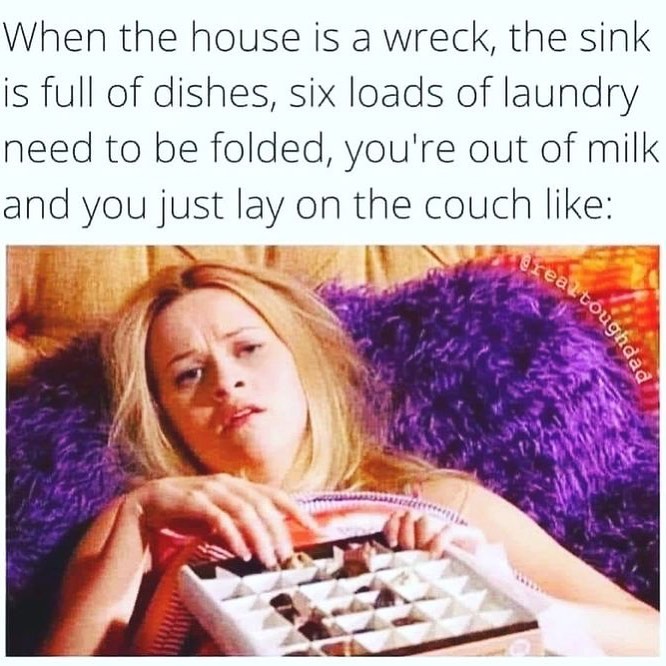 When the house is a wreck, the sink
is full of dishes, six loads of laundry
need to be folded, you're out of milk
and you just lay on the couch like:
@realtoughdad